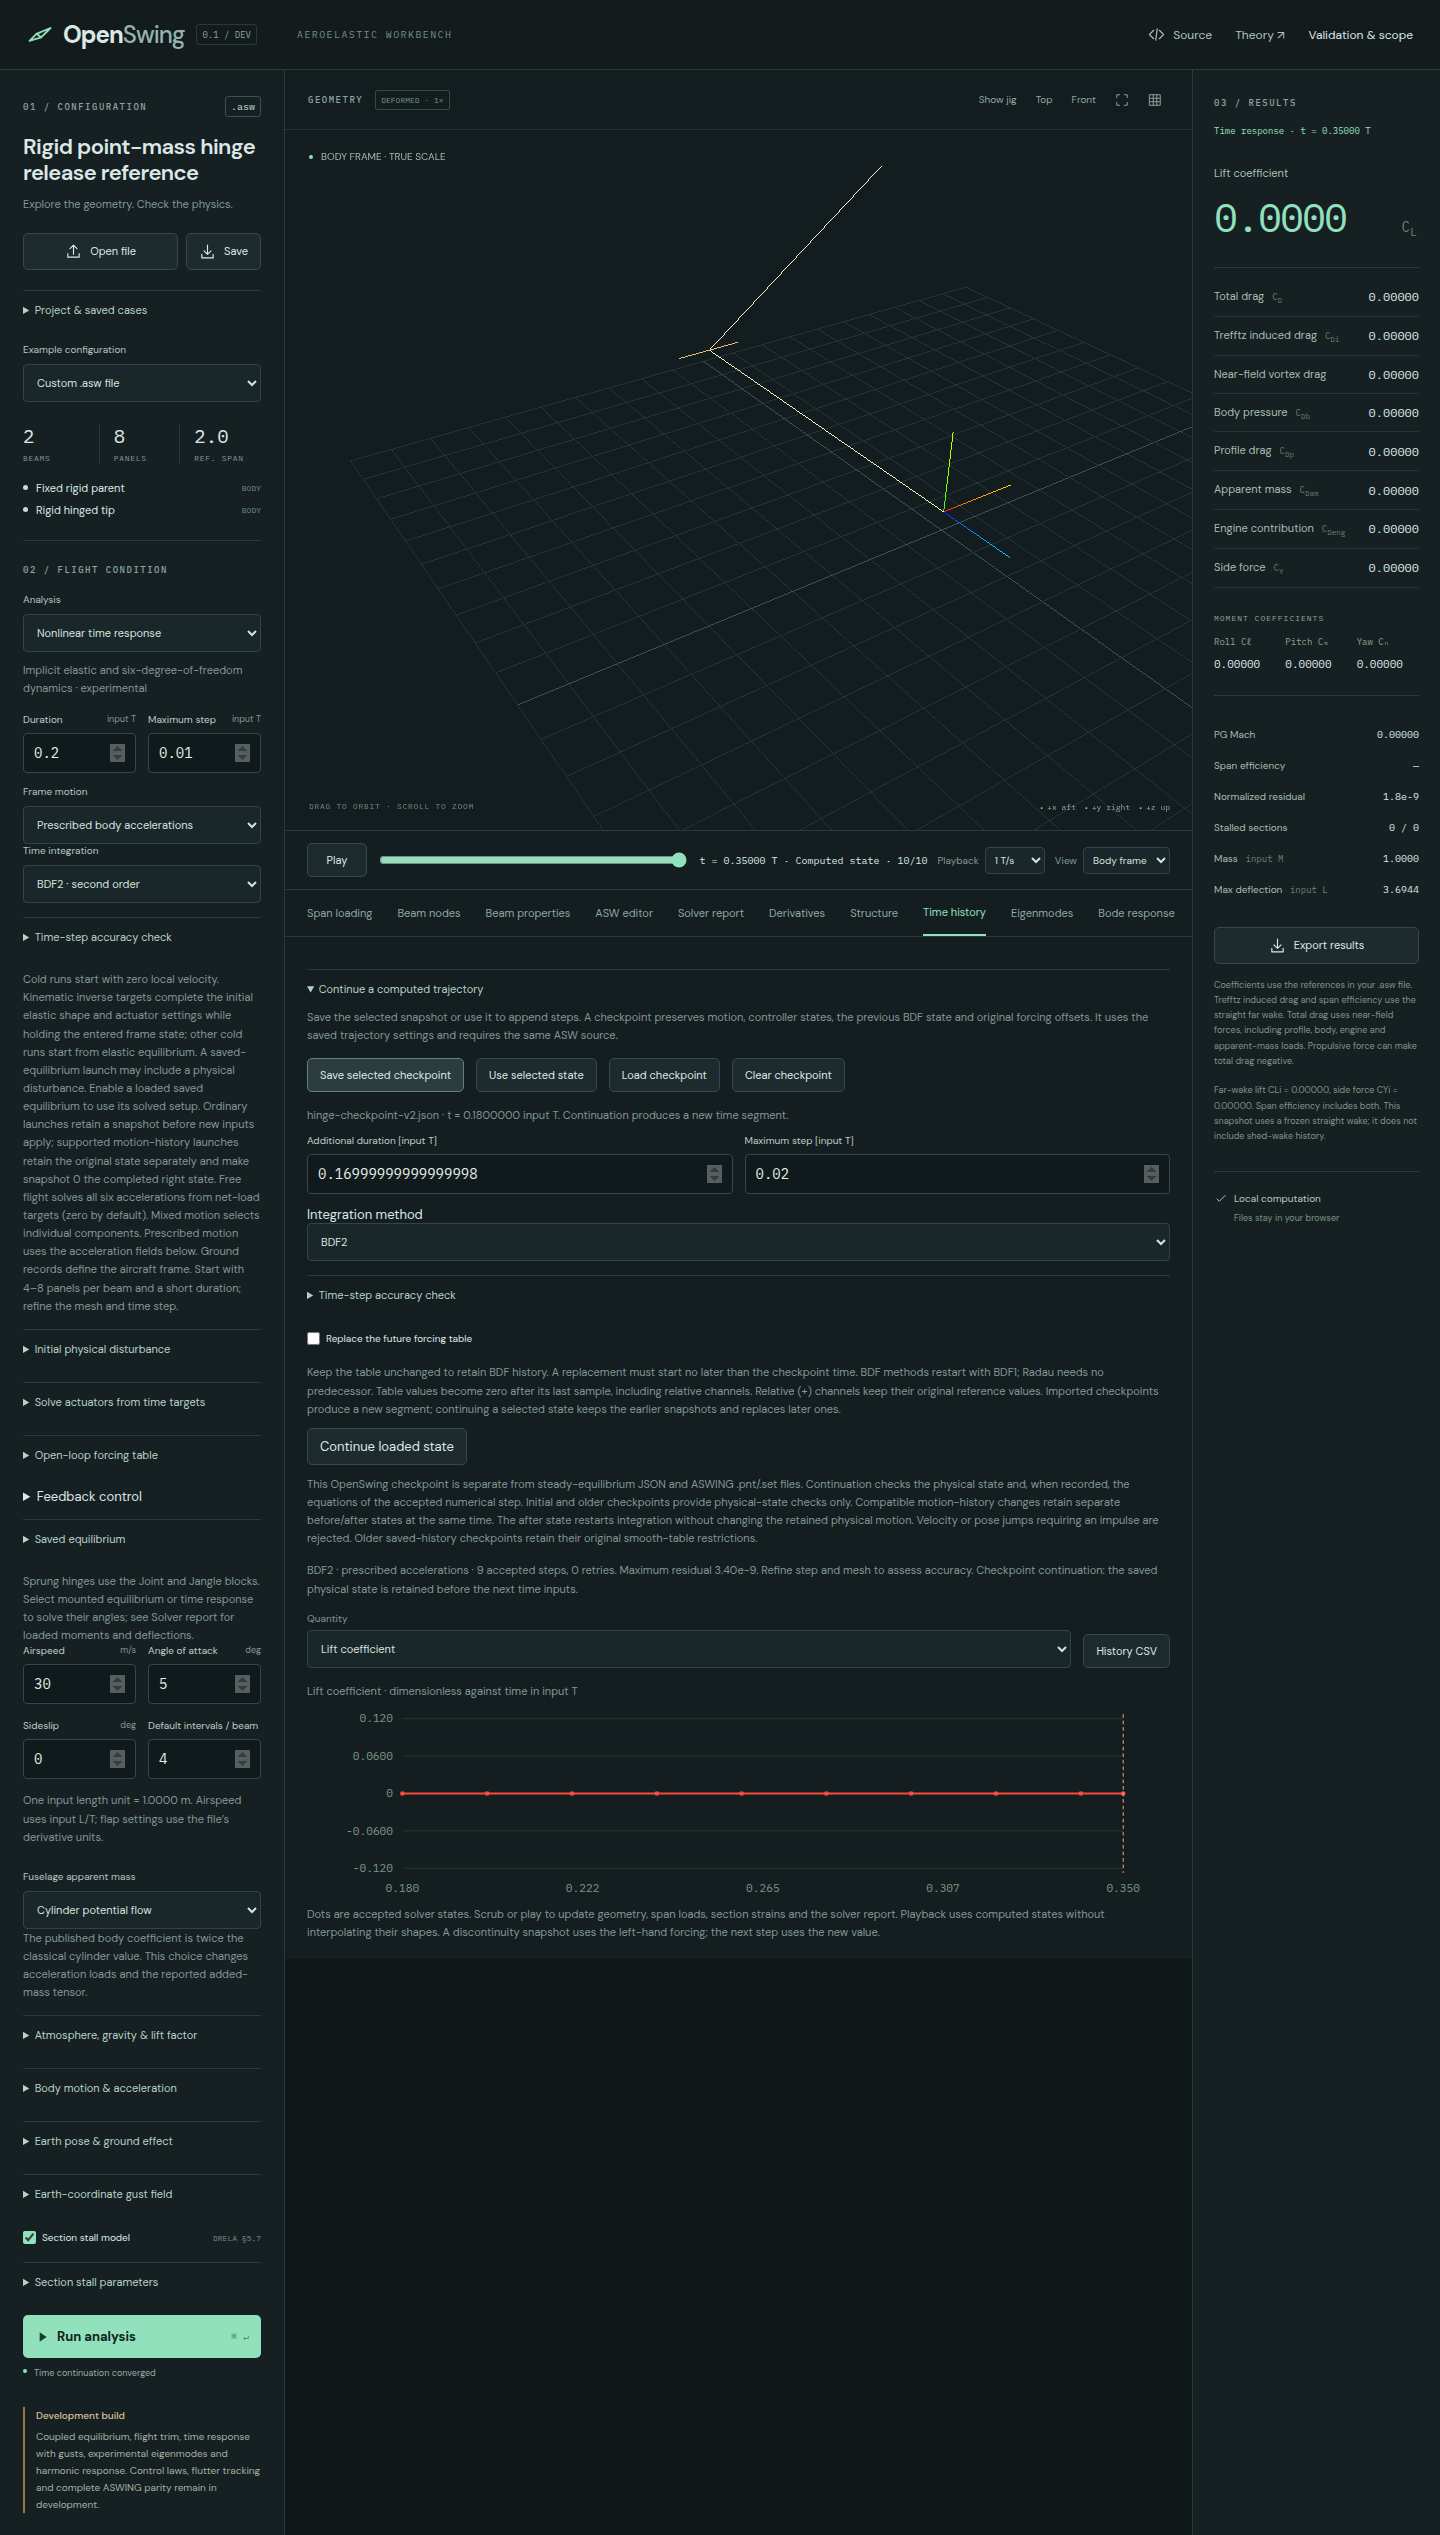 OpenSwing 0.1 / DEV AEROELASTIC WORKBENCH Source Theory Validation & scope
01 / CONFIGURATION .asw
Rigid point-mass hinge
release reference
Explore the geometry. Check the physics.
Open file Save
Project & saved cases
Example configuration
Custom .asw file
2 8 2.0
BEAMS PANELS REF. SPAN
Fixed rigid parent BODY
Rigid hinged tip BODY
02 / FLIGHT CONDITION
Analysis
Nonlinear time response
Implicit elastic and six-degree-of-freedom
dynamics · experimental
Duration input T Maximum step input T
0.2 0.01
Frame motion
Prescribed body accelerations
Time integration
BDF2 · second order
Time-step accuracy check
Cold runs start with zero local velocity.
Kinematic inverse targets complete the initial
elastic shape and actuator settings while
holding the entered frame state; other cold
runs start from elastic equilibrium. A saved-
equilibrium launch may include a physical
disturbance. Enable a loaded saved
equilibrium to use its solved setup. Ordinary
launches retain a snapshot before new inputs
apply; supported motion-history launches
retain the original state separately and make
snapshot 0 the completed right state. Free
flight solves all six accelerations from net-load
targets (zero by default). Mixed motion selects
individual components. Prescribed motion
uses the acceleration fields below. Ground
records define the aircraft frame. Start with
4–8 panels per beam and a short duration;
refine the mesh and time step.
Initial physical disturbance
Solve actuators from time targets
Open-loop forcing table
Feedback control
Saved equilibrium
Sprung hinges use the Joint and Jangle blocks.
Select mounted equilibrium or time response
to solve their angles; see Solver report for
loaded moments and deflections.
Airspeed m/s Angle of attack deg
30 5
Sideslip deg Default intervals / beam
0 4
One input length unit = 1.0000 m. Airspeed
uses input L/T; flap settings use the file's
derivative units.
Fuselage apparent mass
Cylinder potential flow
The published body coefficient is twice the
classical cylinder value. This choice changes
acceleration loads and the reported added-
mass tensor.
Atmosphere, gravity & lift factor
Body motion & acceleration
Earth pose & ground effect
Earth-coordinate gust field
Section stall model DRELA §5.7
Section stall parameters
Run analysis ⌘ ↵
Time continuation converged
Development build
Coupled equilibrium, flight trim, time response
with gusts, experimental eigenmodes and
harmonic response. Control laws, flutter tracking
and complete ASWING parity remain in
development.
GEOMETRY DEFORMED · 1× Show jig Top Front
BODY FRAME · TRUE SCALE
DRAG TO ORBIT · SCROLL TO ZOOM +x aft +y right +z up
Play t = 0.35000 T · Computed state · 10/10 Playback 1 T/s View Body frame
Span loading Beam nodes Beam properties ASW editor Solver report Derivatives Structure Time history Eigenmodes Bode response
Continue a computed trajectory
Save the selected snapshot or use it to append steps. A checkpoint preserves motion, controller states, the previous BDF state and original forcing offsets. It uses the
saved trajectory settings and requires the same ASW source.
Save selected checkpoint Use selected state Load checkpoint Clear checkpoint
hinge-checkpoint-v2.json · t = 0.1800000 input T. Continuation produces a new time segment.
Additional duration [input T] Maximum step [input T]
0.16999999999999998 0.02
Integration method
BDF2
Time-step accuracy check
Replace the future forcing table
Keep the table unchanged to retain BDF history. A replacement must start no later than the checkpoint time. BDF methods restart with BDF1; Radau needs no
predecessor. Table values become zero after its last sample, including relative channels. Relative (+) channels keep their original reference values. Imported checkpoints
produce a new segment; continuing a selected state keeps the earlier snapshots and replaces later ones.
Continue loaded state
This OpenSwing checkpoint is separate from steady-equilibrium JSON and ASWING .pnt/.set files. Continuation checks the physical state and, when recorded, the
equations of the accepted numerical step. Initial and older checkpoints provide physical-state checks only. Compatible motion-history changes retain separate
before/after states at the same time. The after state restarts integration without changing the retained physical motion. Velocity or pose jumps requiring an impulse are
rejected. Older saved-history checkpoints retain their original smooth-table restrictions.
BDF2 · prescribed accelerations · 9 accepted steps, 0 retries. Maximum residual 3.40e-9. Refine step and mesh to assess accuracy. Checkpoint continuation: the saved
physical state is retained before the next time inputs.
Quantity
Lift coefficient History CSV
Lift coefficient · dimensionless against time in input T
0.120
0.0600
0
-0.0600
-0.120
0.180 0.222 0.265 0.307 0.350
Dots are accepted solver states. Scrub or play to update geometry, span loads, section strains and the solver report. Playback uses computed states without
interpolating their shapes. A discontinuity snapshot uses the left-hand forcing; the next step uses the new value.
03 / RESULTS
Time response · t = 0.35000 T
Lift coefficient
0.0000 CL
Total drag CD 0.00000
Trefftz induced drag CDi 0.00000
Near-field vortex drag 0.00000
Body pressure CDb 0.00000
Profile drag CDp 0.00000
Apparent mass CDam 0.00000
Engine contribution CDeng 0.00000
Side force CY 0.00000
MOMENT COEFFICIENTS
Roll Cℓ Pitch Cₘ Yaw Cₙ
0.00000 0.00000 0.00000
PG Mach 0.00000
Span efficiency —
Normalized residual 1.8e-9
Stalled sections 0 / 0
Mass input M 1.0000
Max deflection input L 3.6944
Export results
Coefficients use the references in your .asw file.
Trefftz induced drag and span efficiency use the
straight far wake. Total drag uses near-field
forces, including profile, body, engine and
apparent-mass loads. Propulsive force can make
total drag negative.
Far-wake lift CLi = 0.00000, side force CYi =
0.00000. Span efficiency includes both. This
snapshot uses a frozen straight wake; it does not
include shed-wake history.
Local computation
Files stay in your browser